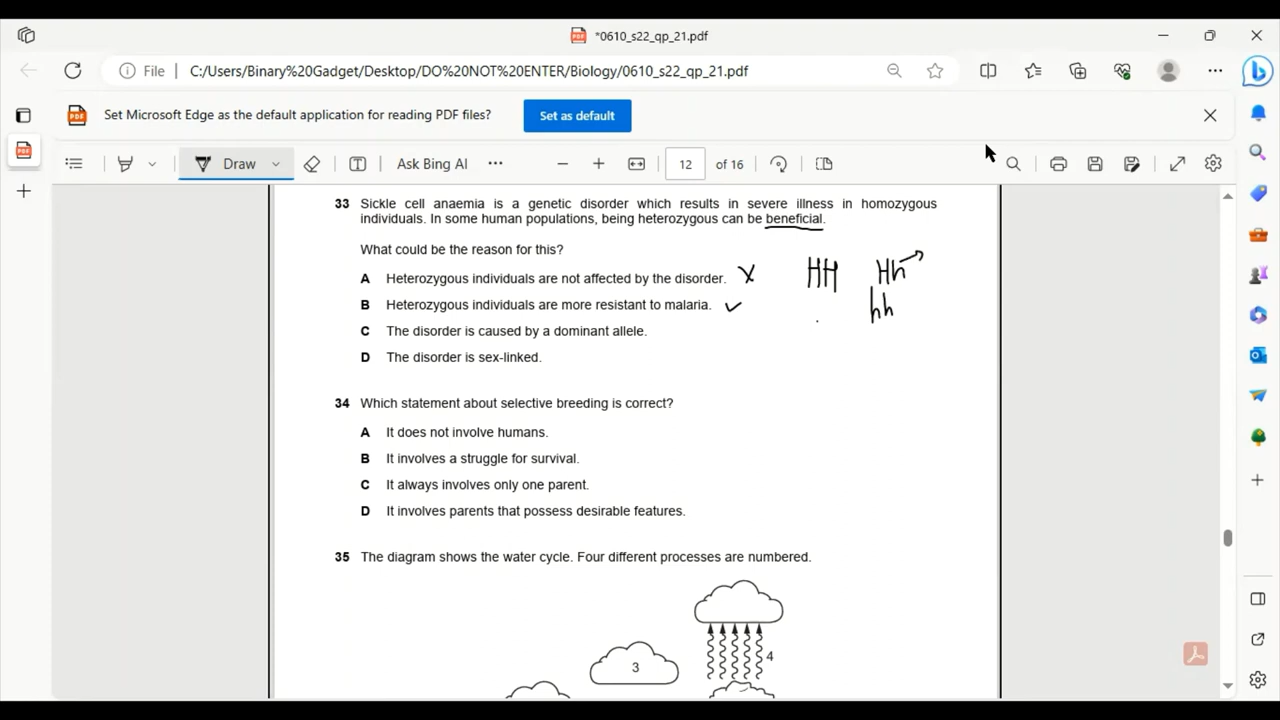 *0610_s22_qp_21.pdf
File C:/Users/Binary%20Gadget/Desktop/DO%20NOT%20ENTER/Biology/0610_s22_qp_21.pdf
Set Microsoft Edge as the default application for reading PDF files? Set as default
Draw Ask Bing AI 12 of 16
33 Sickle cell anaemia is a genetic disorder which results in severe illness in homozygous
individuals. In some human populations, being heterozygous can be beneficial.
What could be the reason for this?
A Heterozygous individuals are not affected by the disorder. HH Hh
B Heterozygous individuals are more resistant to malaria. hh
C The disorder is caused by a dominant allele.
D The disorder is sex-linked.
34 Which statement about selective breeding is correct?
A It does not involve humans.
B It involves a struggle for survival.
C It always involves only one parent.
D It involves parents that possess desirable features.
35 The diagram shows the water cycle. Four different processes are numbered.
4
3